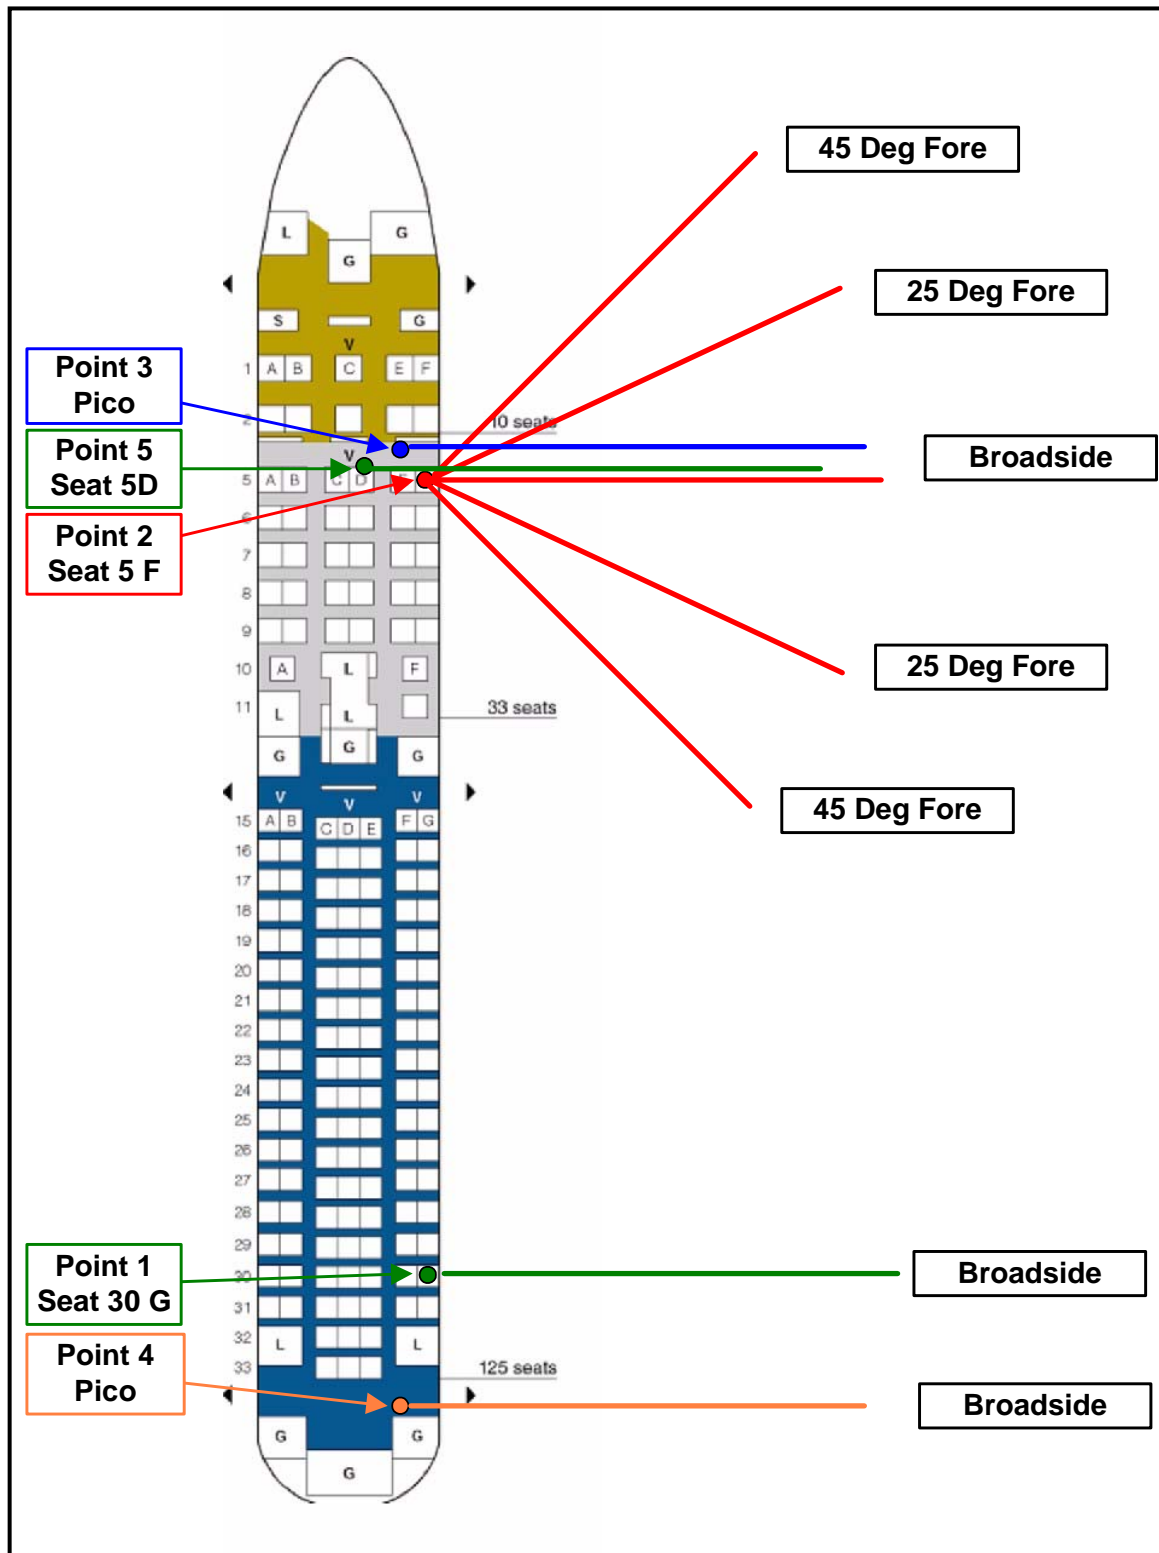 45 Deg Fore
L
G
G
25 Deg Fore
S
G
V
Point 3
Pico
1
A B
C
E F
2
10 seats
Point 5
Seat 5D
V
Broadside
5
A B
C D
E
Point 2
Seat 5 F
6
7
8
9
25 Deg Fore
10
A
L
F
11
L
L
33 seats
G
G
G
V
V
V
45 Deg Fore
15
A B
C D E
F G
16
17
18
19
20
21
22
23
24
25
26
27
28
29
Point 1
Seat 30 G
30
Broadside
31
32
L
L
Point 4
Pico
33
125 seats
Broadside
G
G
G